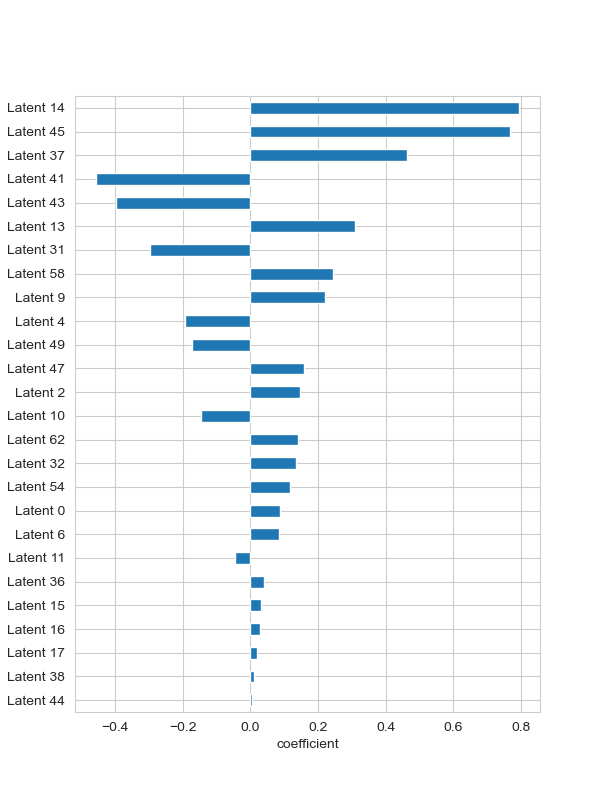 Latent 14
Latent 45
Latent 37
Latent 41
Latent 43
Latent 13
Latent 31
Latent 58
Latent 9
Latent 4
Latent 49
Latent 47
Latent 2
Latent 10
Latent 62
Latent 32
Latent 54
Latent 0
Latent 6
Latent 11
Latent 36
Latent 15
Latent 16
Latent 17
Latent 38
Latent 44
−0.4 −0.2 0.0 0.2 0.4 0.6 0.8
coefficient